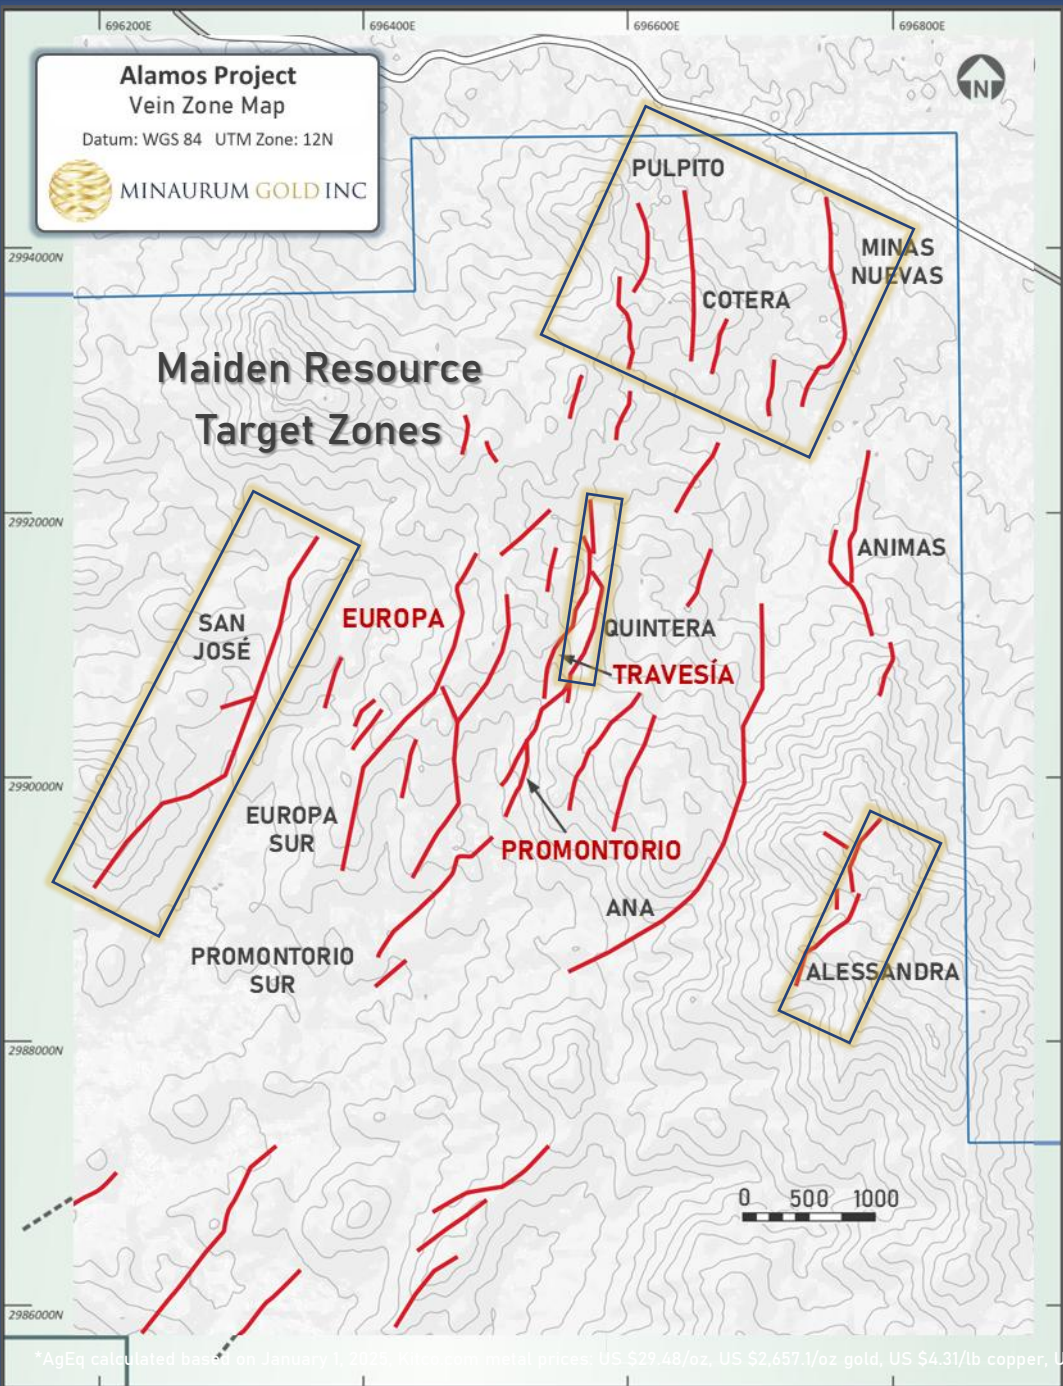 696200E
696400E
696600E
696800E
Alamos Project
Vein Zone Map
Datum: WGS 84 UTM Zone: 12N
MINAURUM GOLD INC
N
PULPITO
2994000N
MINAS
NUEVAS
COTERA
Maiden Resource
Target Zones
2992000N
ANIMAS
SAN
JOSÉ
EUROPA
QUINTERA
TRAVESÍA
2990000N
EUROPA
SUR
PROMONTORIO
ANA
PROMONTORIO
SUR
ALESSANDRA
2988000N
0 500 1000
2986000N
*AgEq calculated based on January 1, 2025, Kitco.com metal prices: US $29.48/oz, US $2,657.1/oz gold, US $4.31/lb copper, U